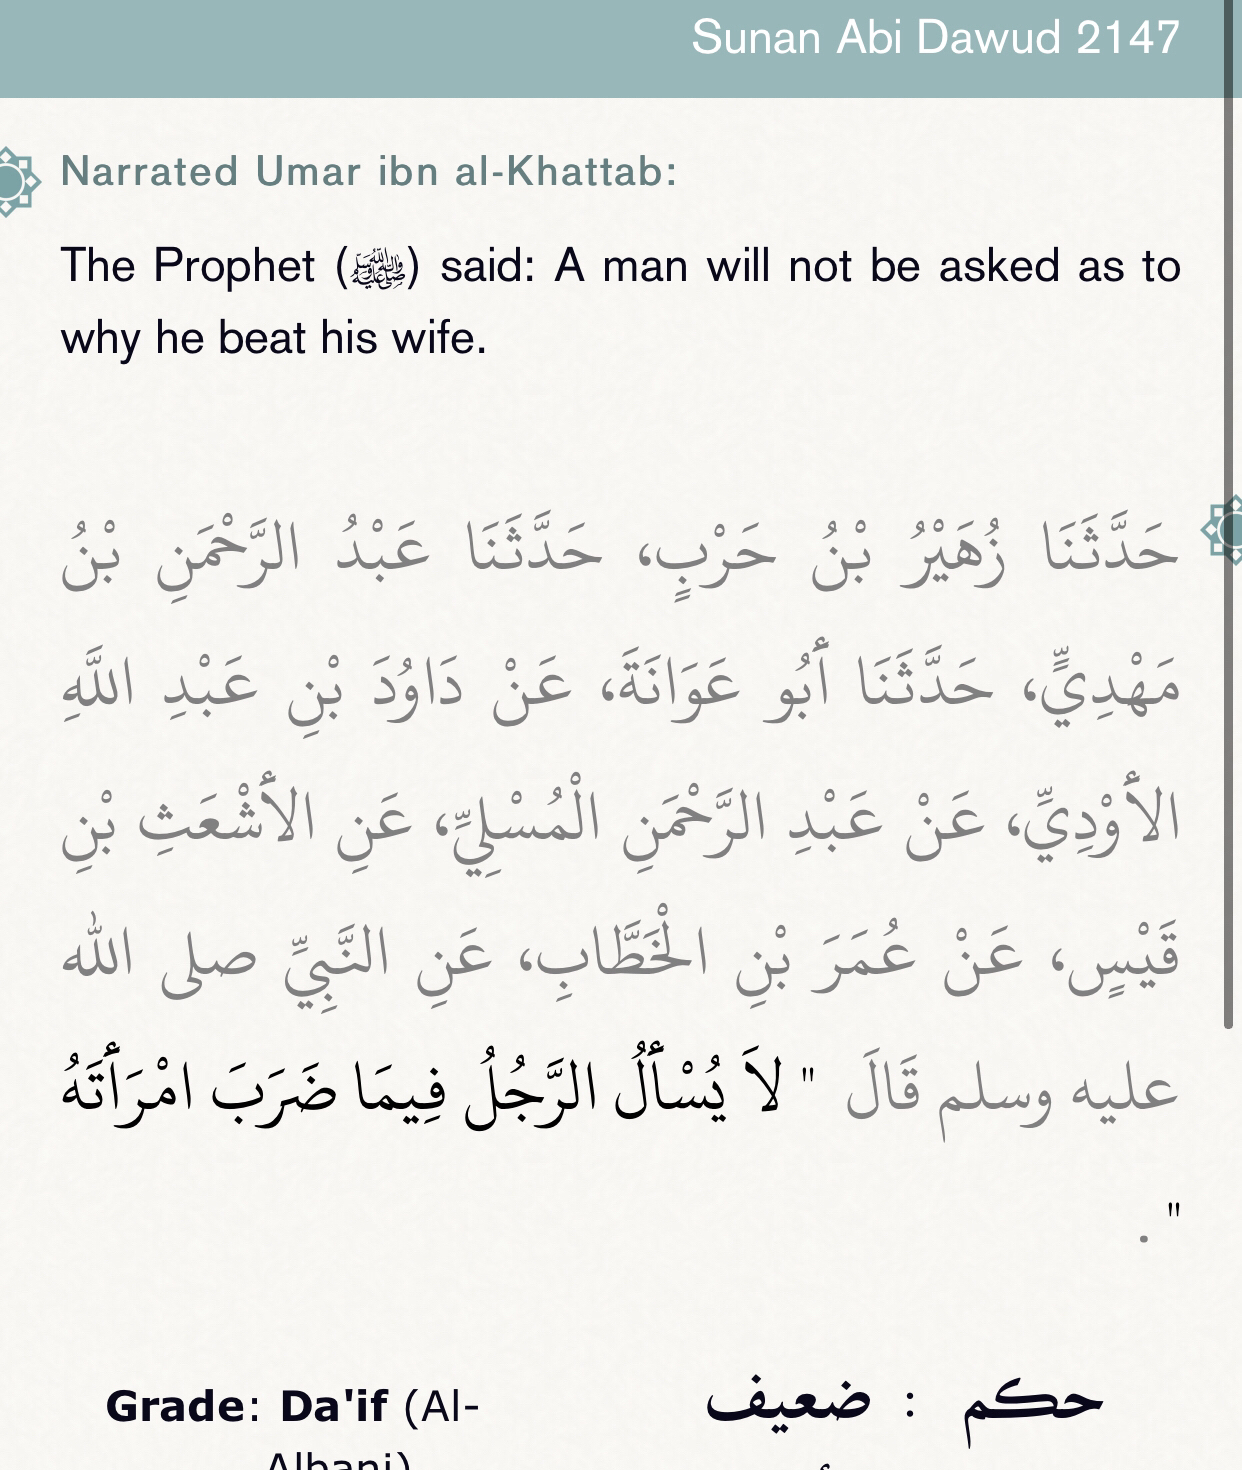 Sunan Abi Dawud 2147
Narrated Umar ibn al-Khattab:
The Prophet (ﷺ) said: A man will not be asked as to
why he beat his wife.
حَدَّثَنَا زُهَيْرُ بْنُ حَرْبٍ، حَدَّثَنَا عَبْدُ الرَّحْمَنِ بْنُ
مَهْدِيٍّ، حَدَّثَنَا أَبُو عَوَانَةَ، عَنْ دَاوُدَ بْنِ عَبْدِ اللَّهِ
الأَوْدِيِّ، عَنْ عَبْدِ الرَّحْمَنِ الْمُسْلِيِّ، عَنِ الأَشْعَثِ بْنِ
قَيْسٍ، عَنْ عُمَرَ بْنِ الْخَطَّابِ، عَنِ النَّبِيِّ صلى الله
عليه وسلم قَالَ ‏"‏ لاَ يُسْأَلُ الرَّجُلُ فِيمَا ضَرَبَ امْرَأَتَهُ
‏"‏ ‏.‏
Grade: Da'if (Al-
Albani)
حكم : ضعيف